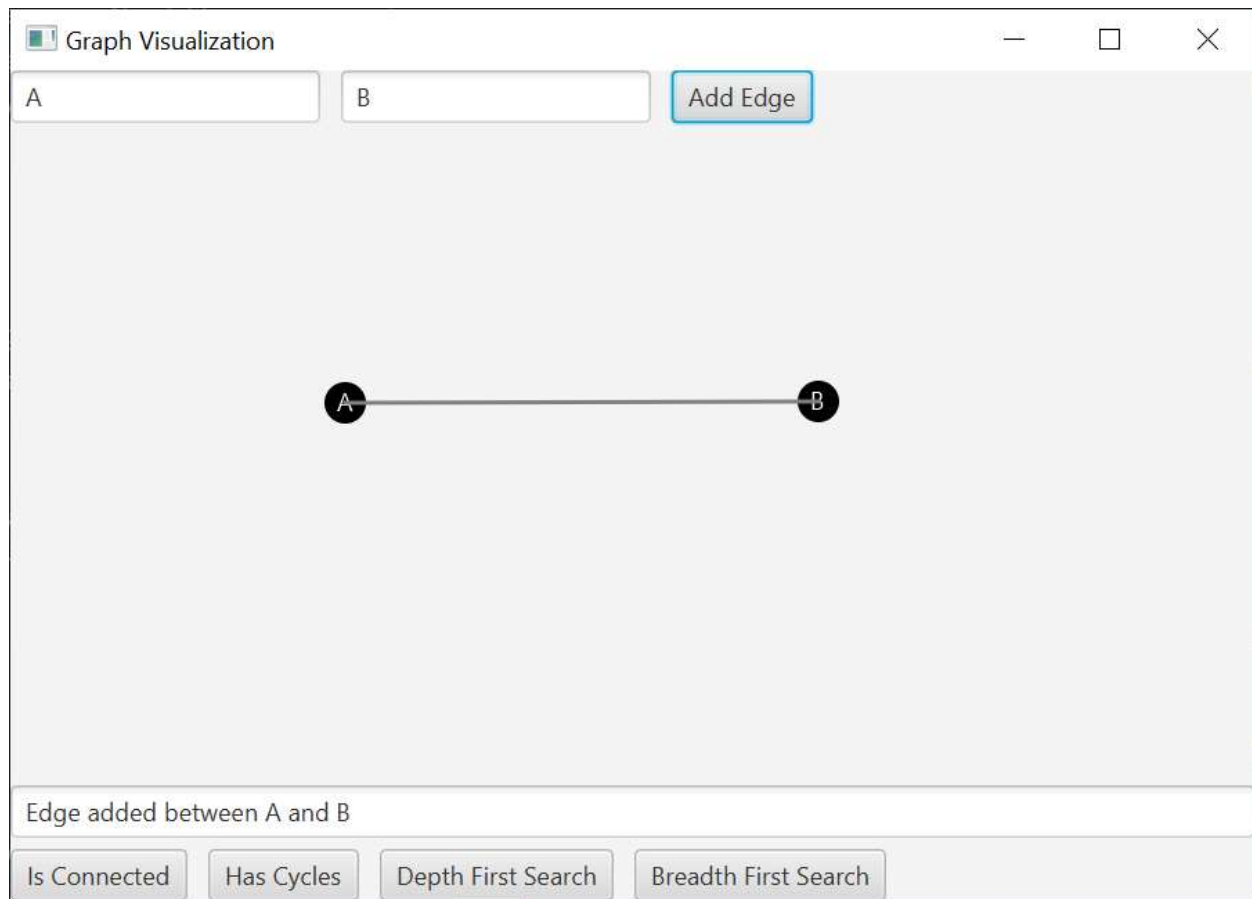 Graph Visualization
A B Add Edge
A B
Edge added between A and B
Is Connected Has Cycles Depth First Search Breadth First Search